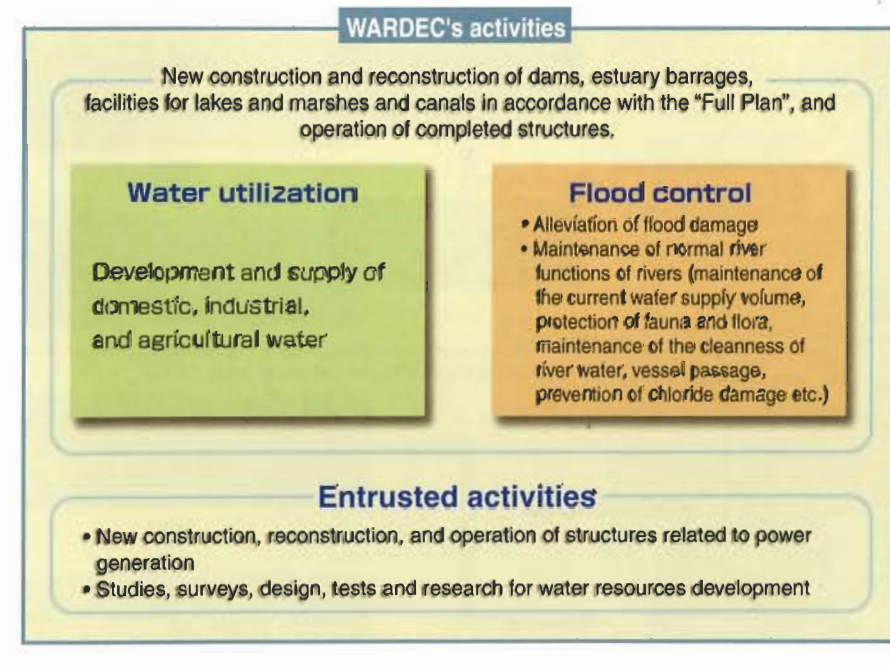 WARDEC's activities
New construction and reconstruction of dams, estuary barrages,
facilities for lakes and marshes and canals in accordance with the “Full Plan”, and
operation of completed structures.
Water utilization
Development and supply of
domestic, industrial,
and agricultural water
Flood control
• Alleviation of flood damage
• Maintenance of normal river
functions of rivers (maintenance of
the current water supply volume,
protection of fauna and flora,
maintenance of the cleanness of
river water, vessel passage,
prevention of chloride damage etc.)
Entrusted activities
• New construction, reconstruction, and operation of structures related to power
generation
• Studies, surveys, design, tests and research for water resources development